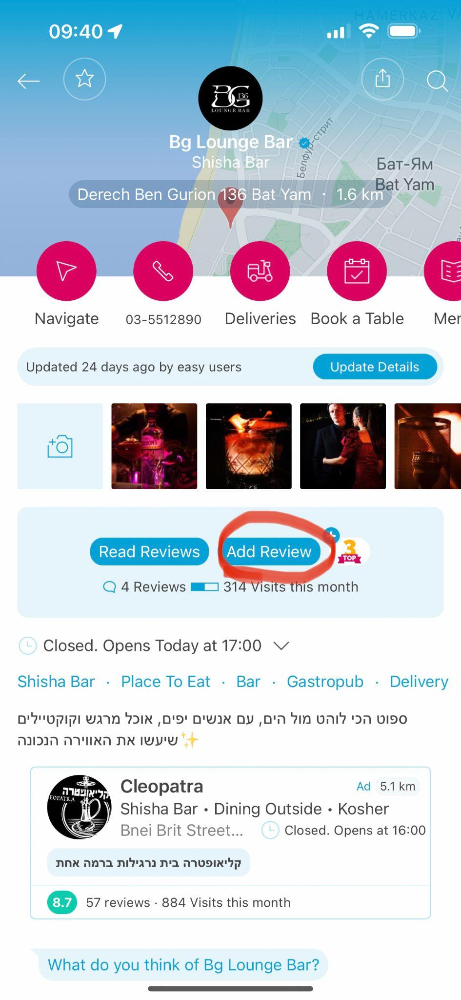 HAMERKAZ
09:40
BG 136
LOUNGE BAR
Bg Lounge Bar
Shisha Bar
Белфур-стрит
Бат-Ям
Bat Yam
Derech Ben Gurion 136 Bat Yam · 1.6 km
Navigate
03-5512890
Deliveries
Book a Table
Updated 24 days ago by easy users
Update Details
Read Reviews
Add Review
3
TOP
4 Reviews
314 Visits this month
Closed. Opens Today at 17:00
Shisha Bar · Place To Eat · Bar · Gastropub · Delivery
ספוט הכי לוהט מול הים, עם אנשים יפים, אוכל מרגש וקוקטיילים
שיעשו את האווירה הנכונה✨
קליאופטרה
Cleopatra
Ad 5.1 km
Shisha Bar • Dining Outside • Kosher
Bnei Brit Street...
Closed. Opens at 16:00
קליאופטרה בית נרגילות ברמה אחת
8.7 57 reviews · 884 Visits this month
What do you think of Bg Lounge Bar?